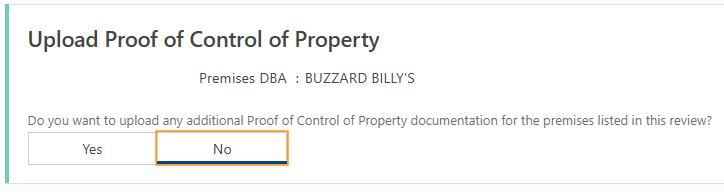 Upload Proof of Control of Property
Premises DBA : BUZZARD BILLY'S
Do you want to upload any additional Proof of Control of Property documentation for the premises listed in this review?
Yes No